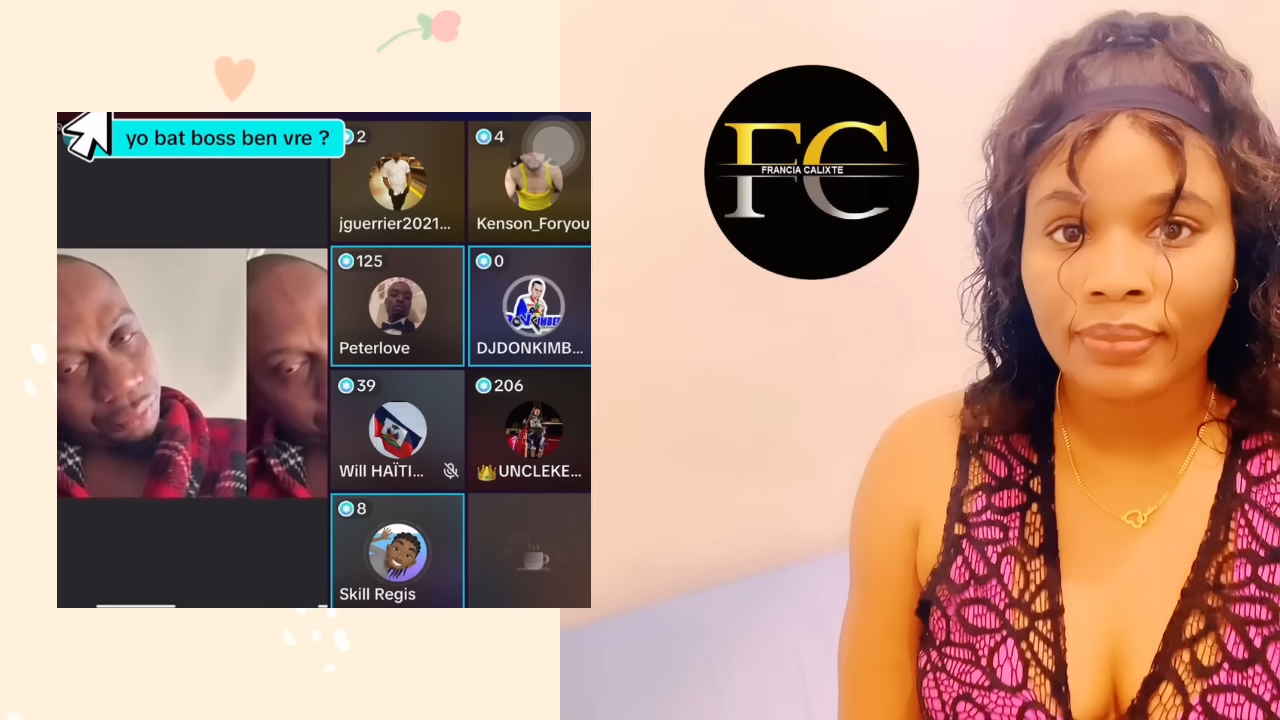 yo bat boss ben vre ?
2
4
jguerrier2021...
Kenson_Foryou
125
0
Peterlove
DJDONKIMB...
39
206
Will HAÏTI...
👑UNCLEKE...
8
Skill Regis
FC
FRANCIA CALIXTE